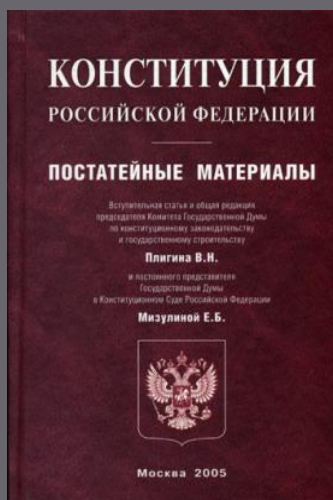 КОНСТИТУЦИЯ
РОССИЙСКОЙ ФЕДЕРАЦИИ
ПОСТАТЕЙНЫЕ МАТЕРИАЛЫ
Вступительная статья и общая редакция
председателя Комитета Государственной Думы
по конституционному законодательству
и государственному строительству
Плигина В.Н.
и постоянного представителя
Государственной Думы
в Конституционном Суде Российской Федерации
Мизулиной Е.Б.
Москва 2005